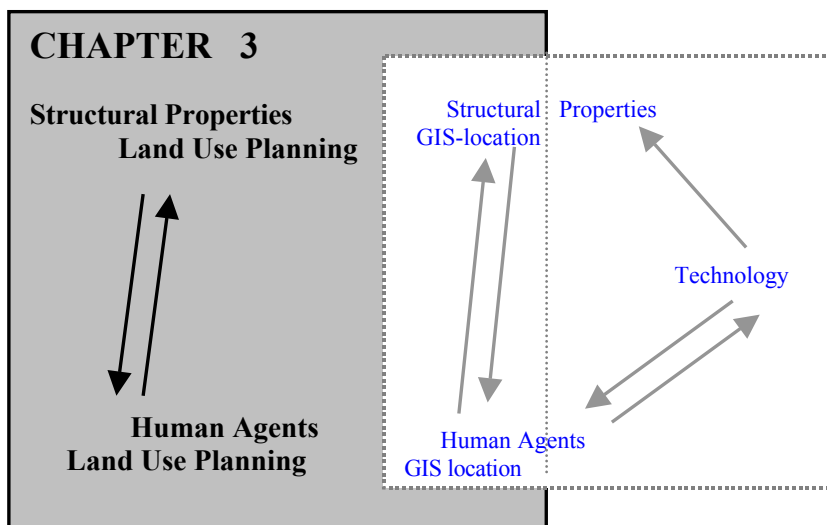 CHAPTER 3
Structural Properties
Land Use Planning
Human Agents
Land Use Planning
Structural Properties
GIS-location
Technology
Human Agents
GIS location